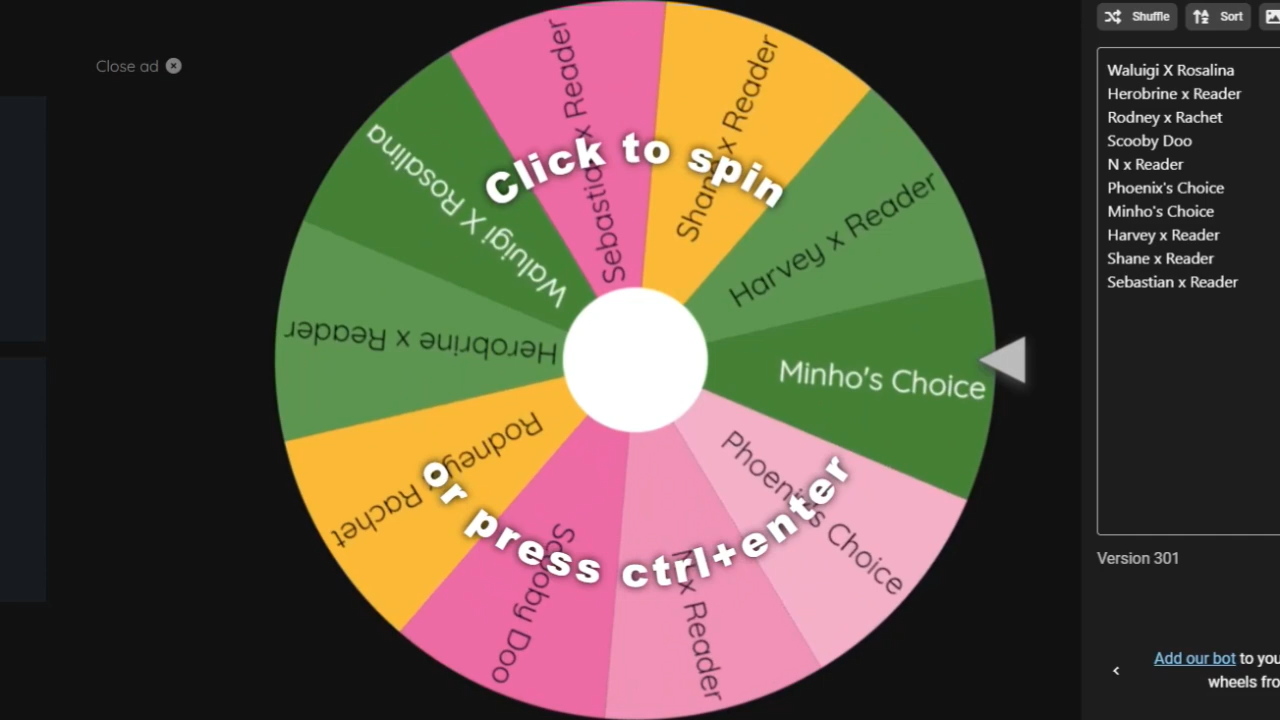 Close ad
Shuffle
Sort
Click to spin
or press ctrl+enter
Sebastian x Reader
Shane x Reader
Harvey x Reader
Minho's Choice
Phoenix's Choice
N x Reader
Scooby Doo
Rodney x Rachet
Herobrine x Reader
Waluigi X Rosalina
Waluigi X Rosalina
Herobrine x Reader
Rodney x Rachet
Scooby Doo
N x Reader
Phoenix's Choice
Minho's Choice
Harvey x Reader
Shane x Reader
Sebastian x Reader
Version 301
Add our bot to you
wheels fro